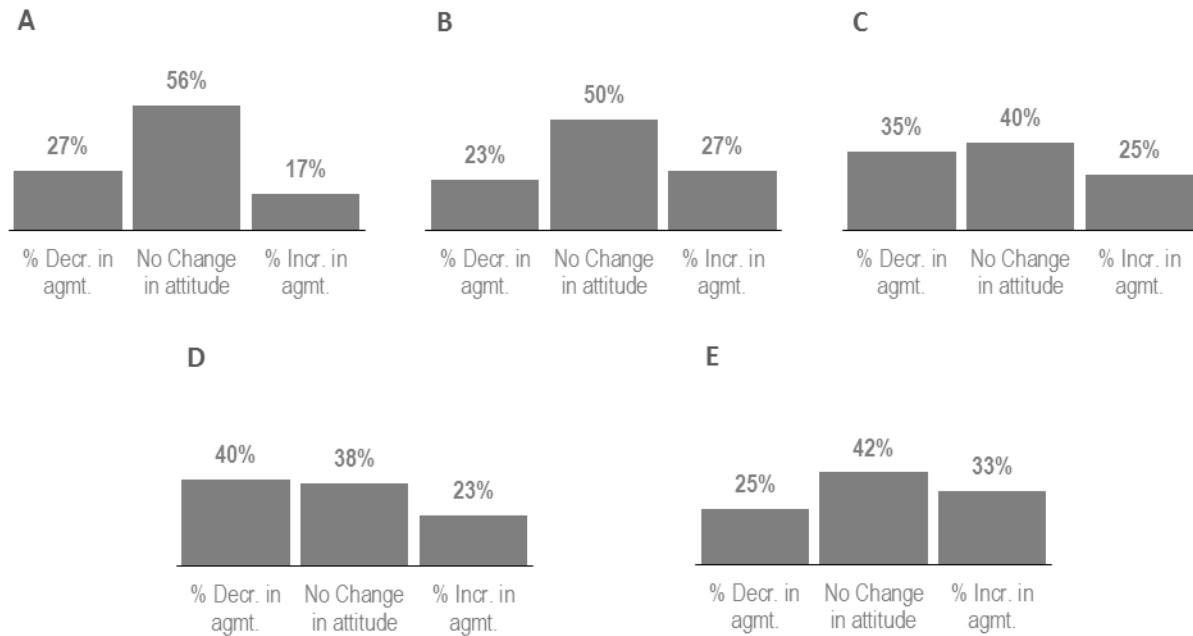 A
B
C
56%
27%
17%
% Decr. in
agmt.
No Change
in attitude
% Incr. in
agmt.
50%
23%
27%
% Decr. in
agmt.
No Change
in attitude
% Incr. in
agmt.
35%
40%
25%
% Decr. in
agmt.
No Change
in attitude
% Incr. in
agmt.
D
E
40%
38%
23%
% Decr. in
agmt.
No Change
in attitude
% Incr. in
agmt.
25%
42%
33%
% Decr. in
agmt.
No Change
in attitude
% Incr. in
agmt.